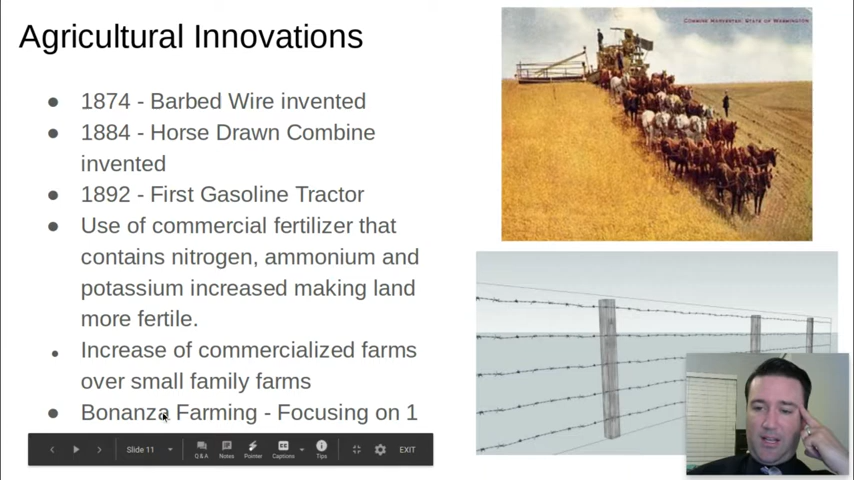 Agricultural Innovations
COMBINE HARVESTER, STATE OF WASHINGTON
● 1874 - Barbed Wire invented
● 1884 - Horse Drawn Combine
invented
● 1892 - First Gasoline Tractor
● Use of commercial fertilizer that
contains nitrogen, ammonium and
potassium increased making land
more fertile.
● Increase of commercialized farms
over small family farms
● Bonanza Farming - Focusing on 1
Slide 11
Q & A
Notes
Pointer
Captions
Tips
EXIT